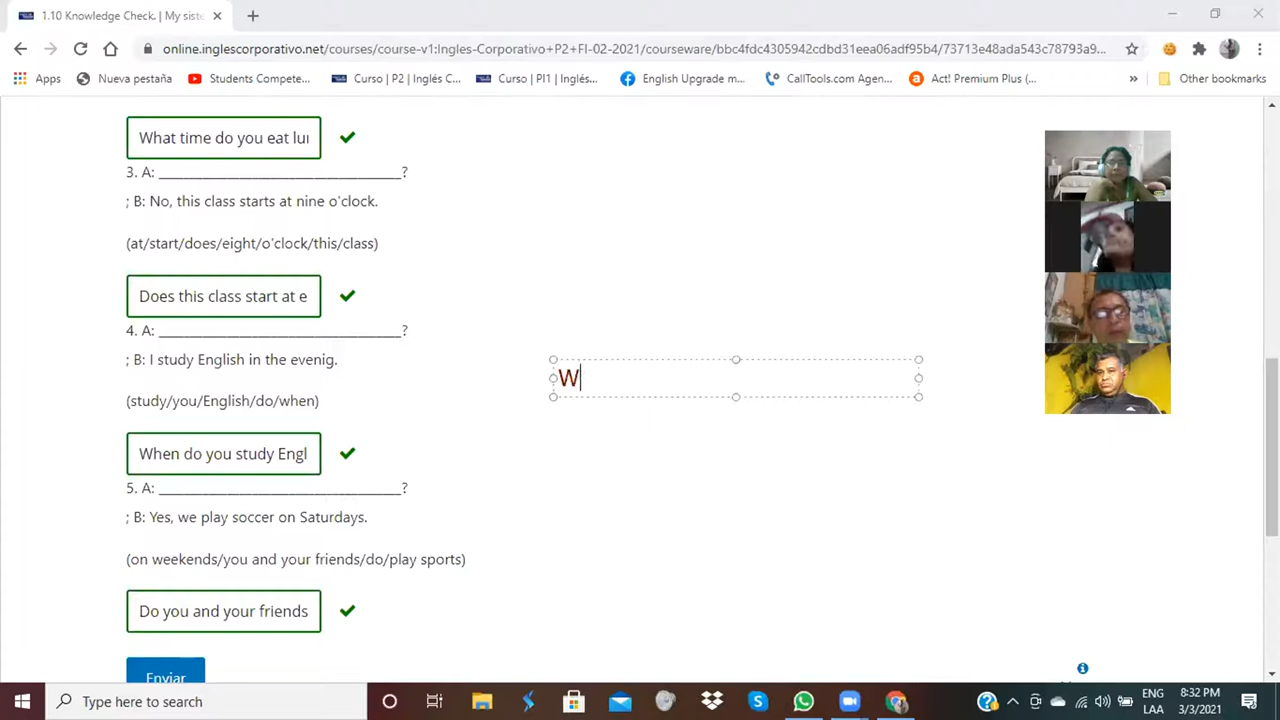 1.10 Knowledge Check. | My siste
online.inglescorporativo.net/courses/course-v1:Ingles-Corporativo+P2+FI-02-2021/courseware/bbc4fdc4305942cdbd31eea06adf95b4/73713e48ada543c78793a9...
Apps Nueva pestaña Students Compete... Curso | P2 | Inglés C... Curso | PI1 | Inglés... English Upgrade m... CallTools.com Agen... Act! Premium Plus (... » Other bookmarks
What time do you eat lu
3. A: _________________________________?
; B: No, this class starts at nine o'clock.
(at/start/does/eight/o'clock/this/class)
Does this class start at e
4. A: _________________________________?
; B: I study English in the evenig.
W
(study/you/English/do/when)
When do you study Engl
5. A: _________________________________?
; B: Yes, we play soccer on Saturdays.
(on weekends/you and your friends/do/play sports)
Do you and your friends
Enviar
Type here to search
ENG 8:32 PM
LAA 3/3/2021